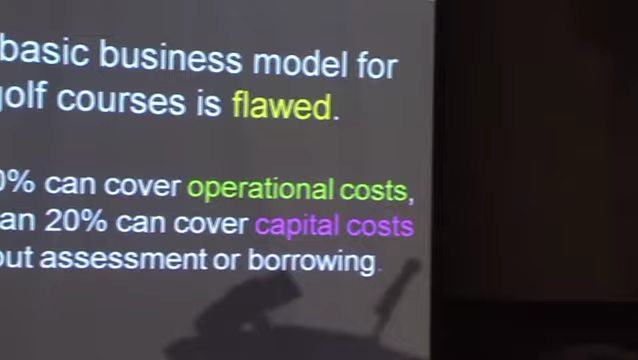 basic business model for
golf courses is flawed.
0% can cover operational costs,
an 20% can cover capital costs
out assessment or borrowing.